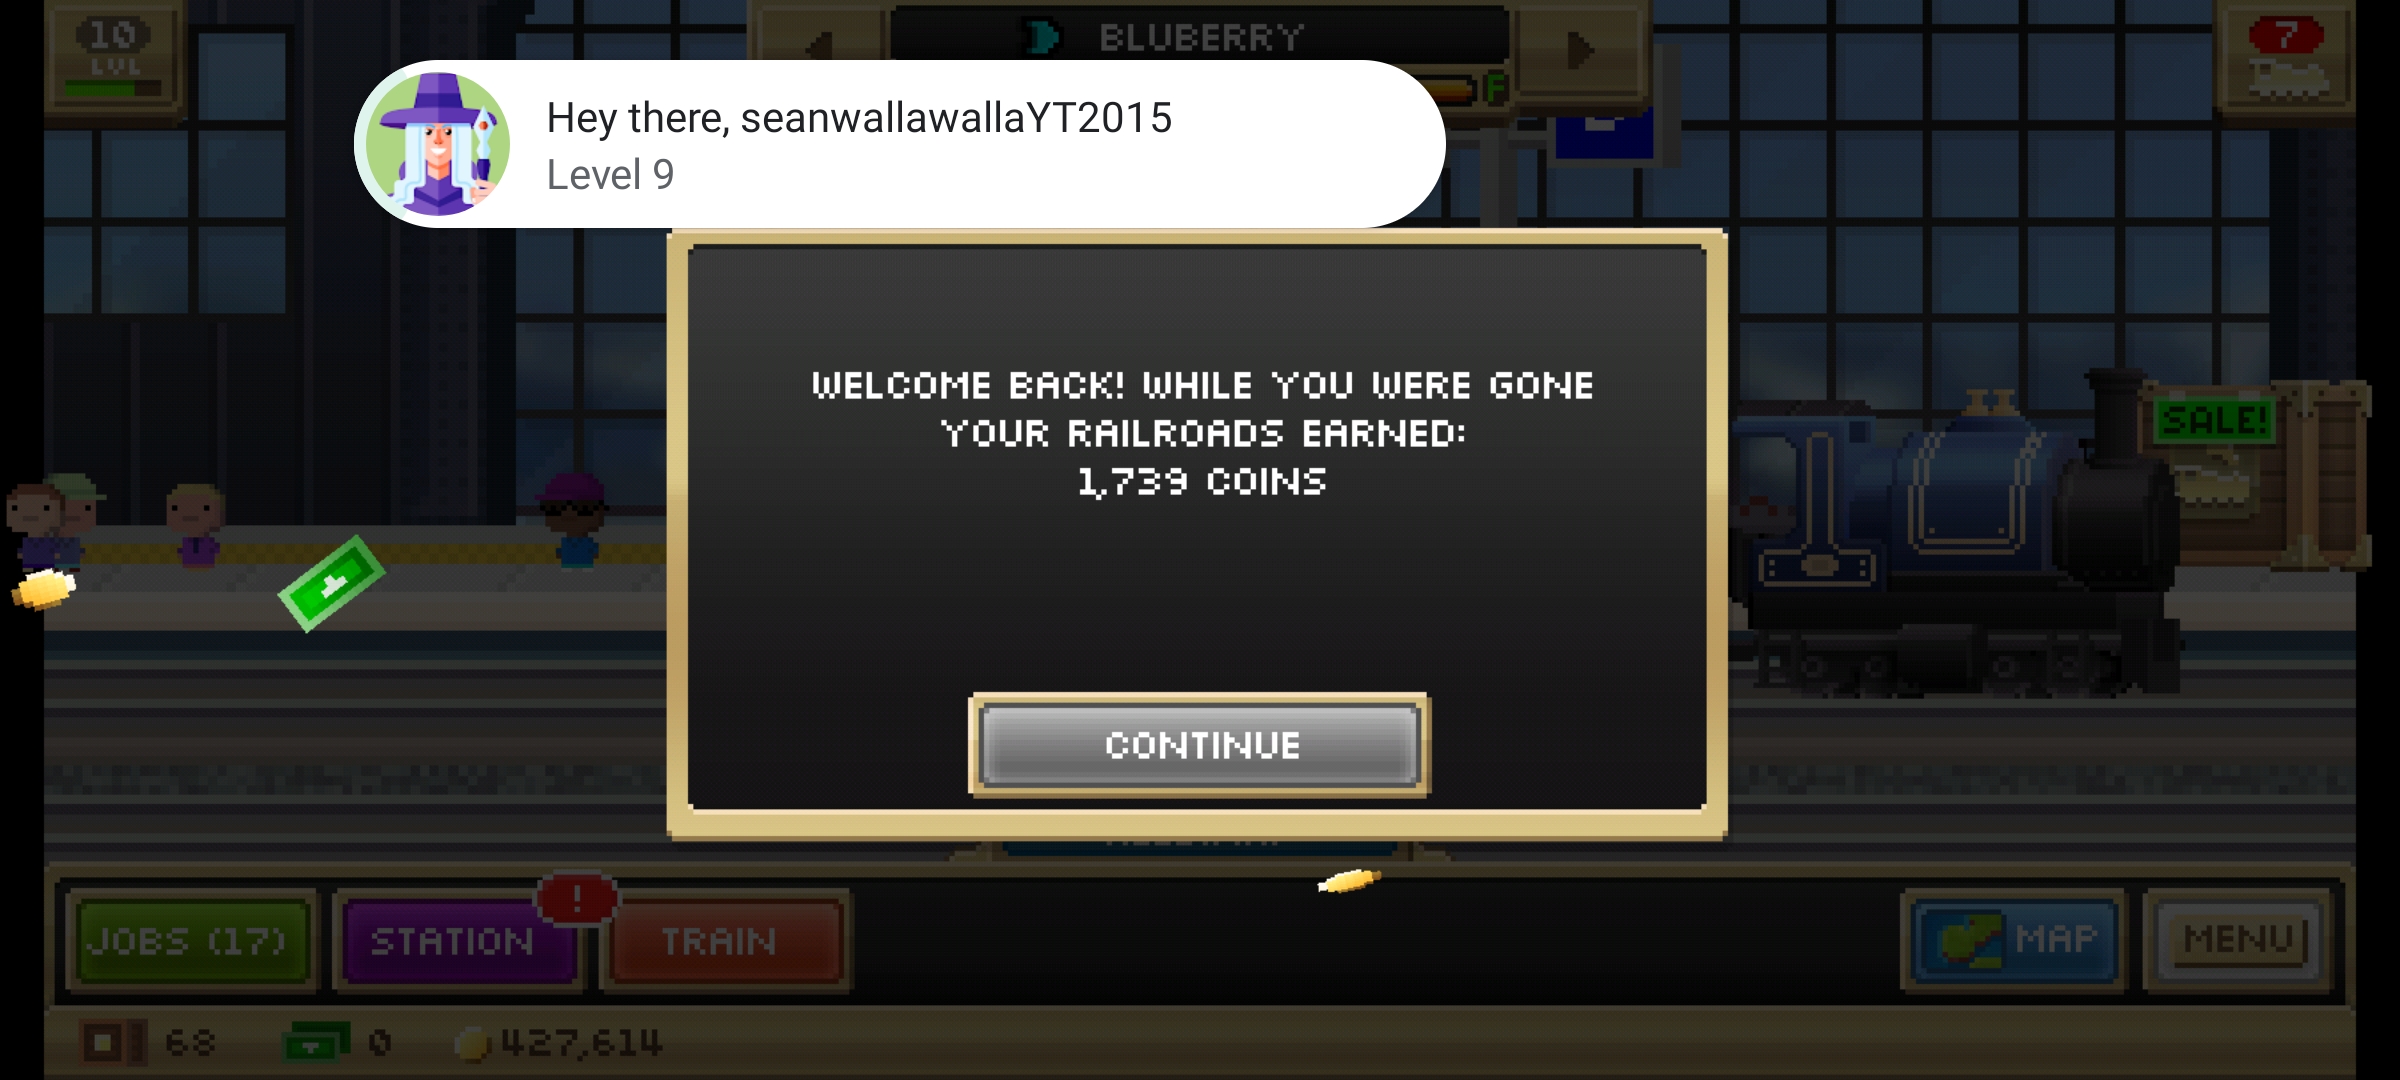 10
LVL
BLUBERRY
7
F
Hey there, seanwallawallaYT2015
Level 9
WELCOME BACK! WHILE YOU WERE GONE
YOUR RAILROADS EARNED:
1,739 COINS
SALE!
CONTINUE
!
JOBS (17)
STATION
TRAIN
MAP
MENU
68
0
427,614